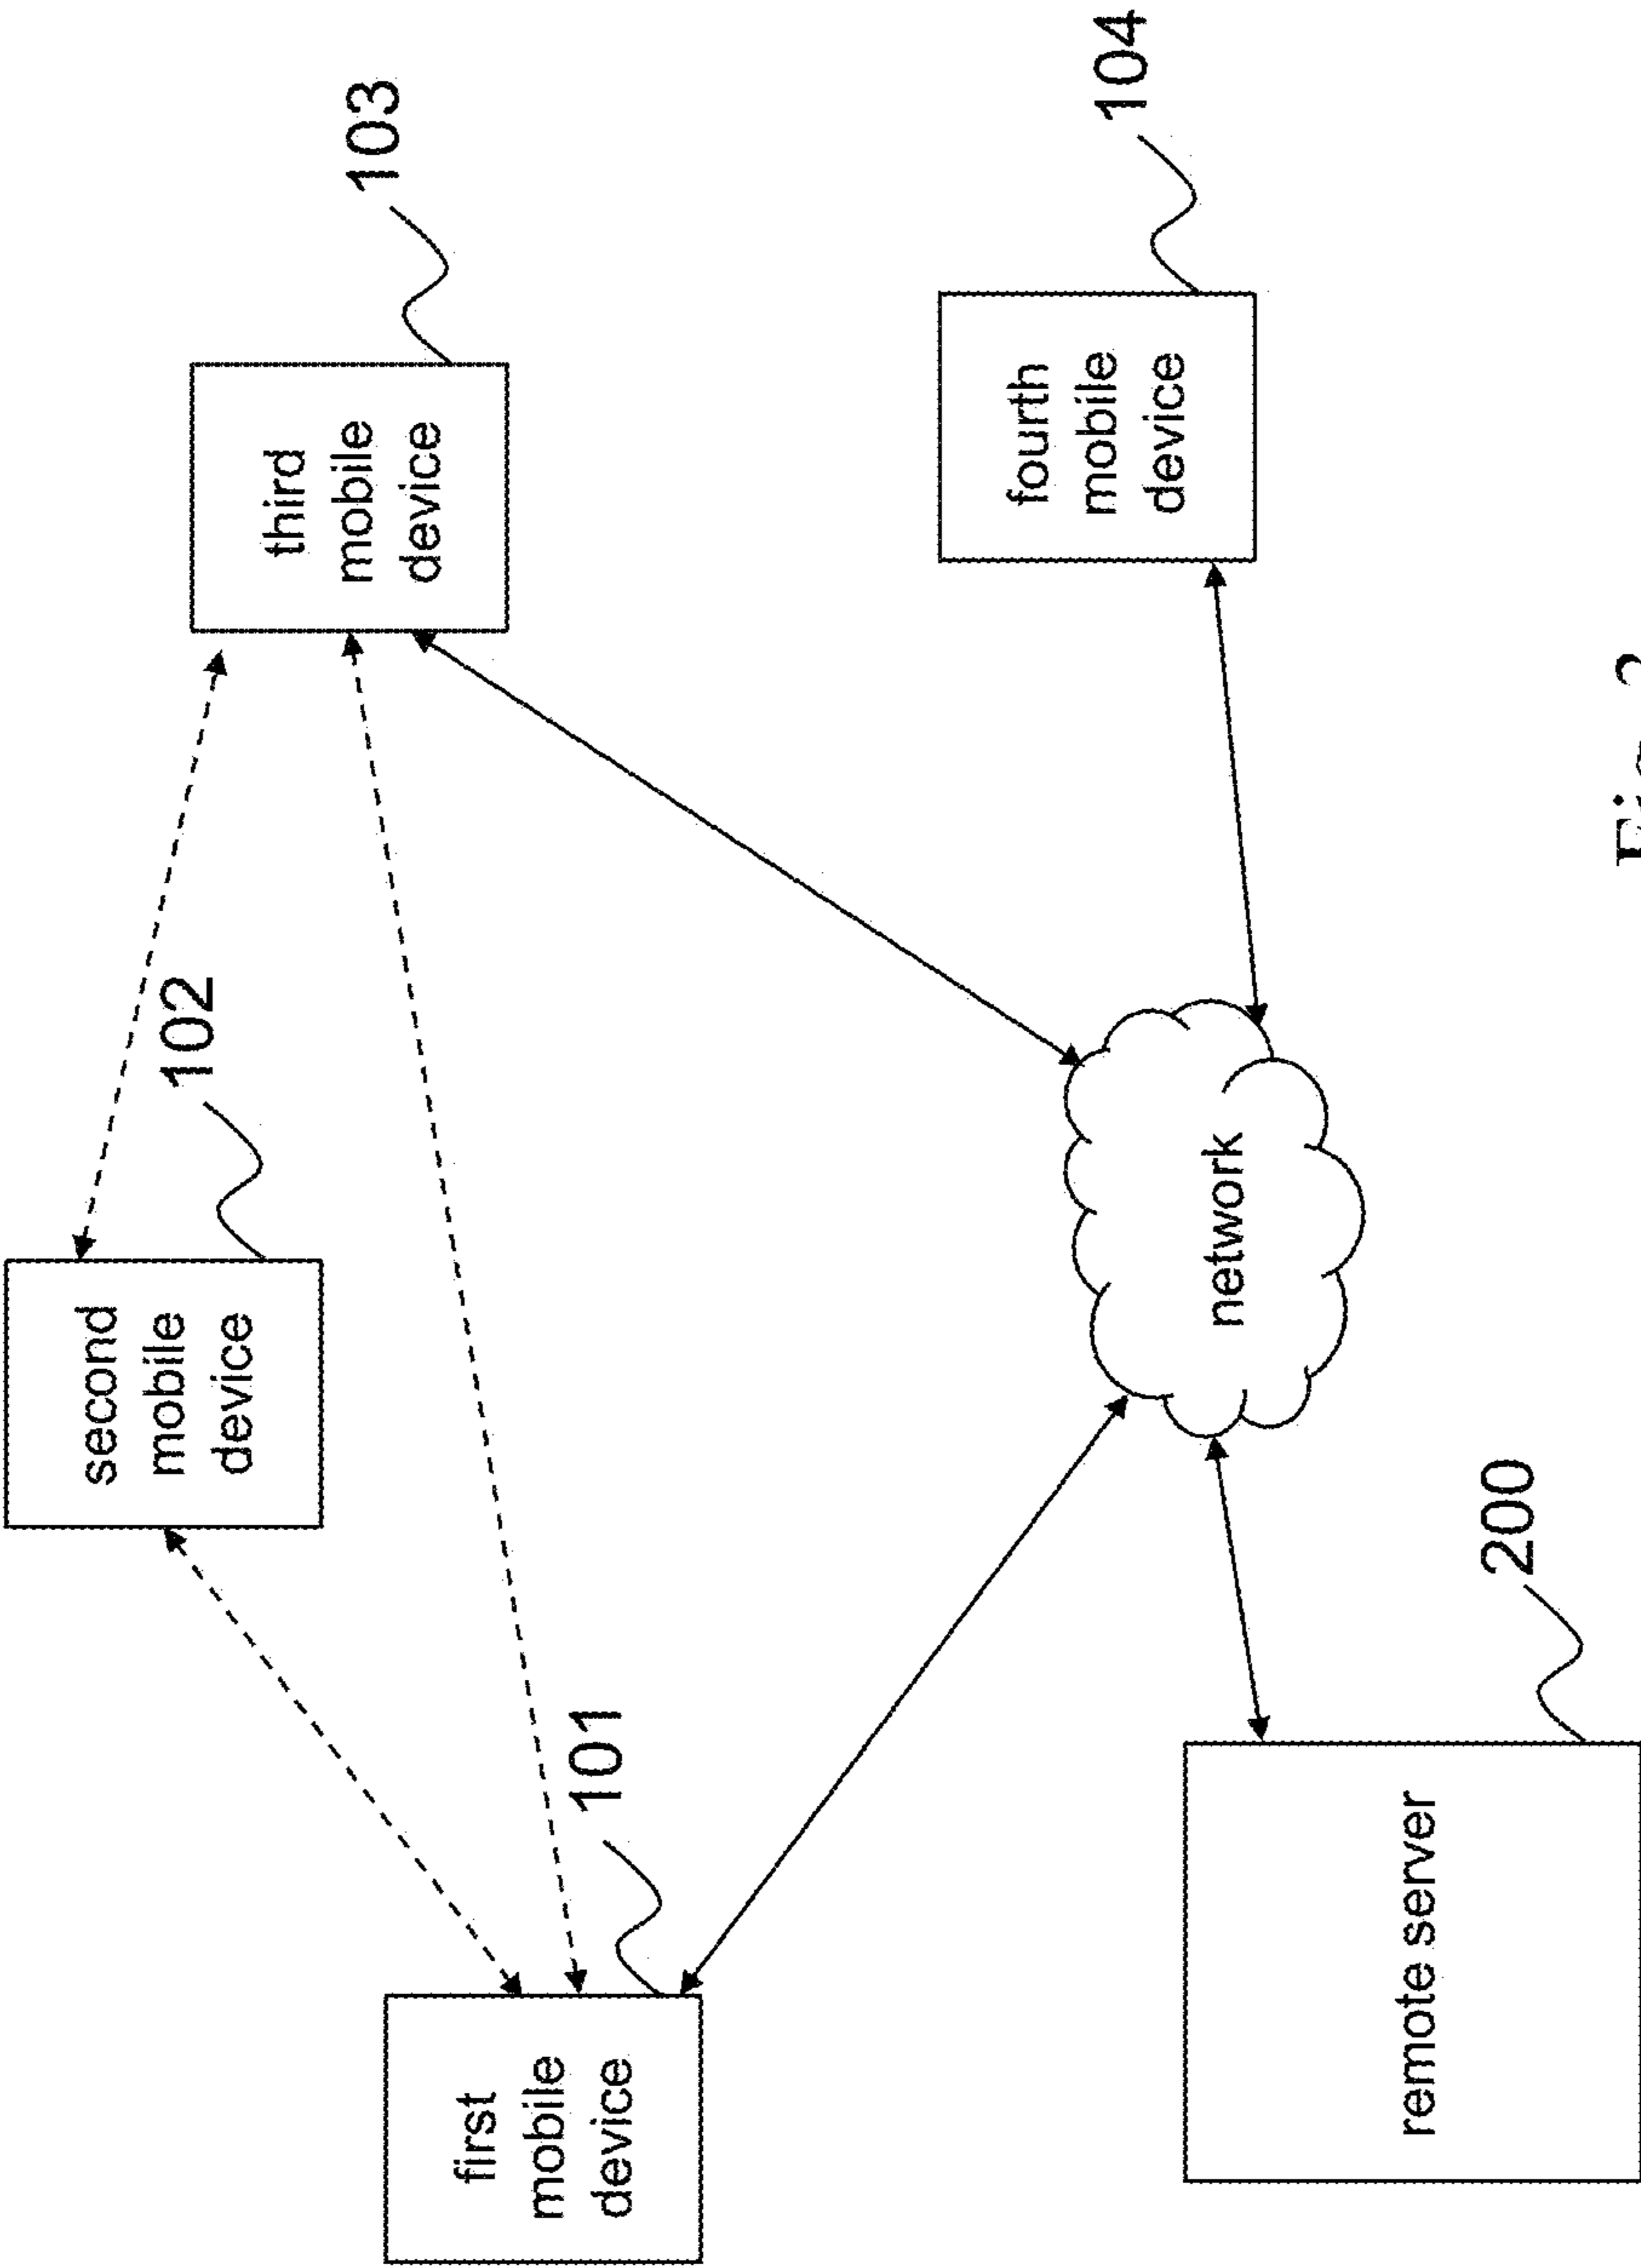 second
mobile
device
102
third
mobile
device
103
first
mobile
device
101
network
fourth
mobile
device
104
remote server
200